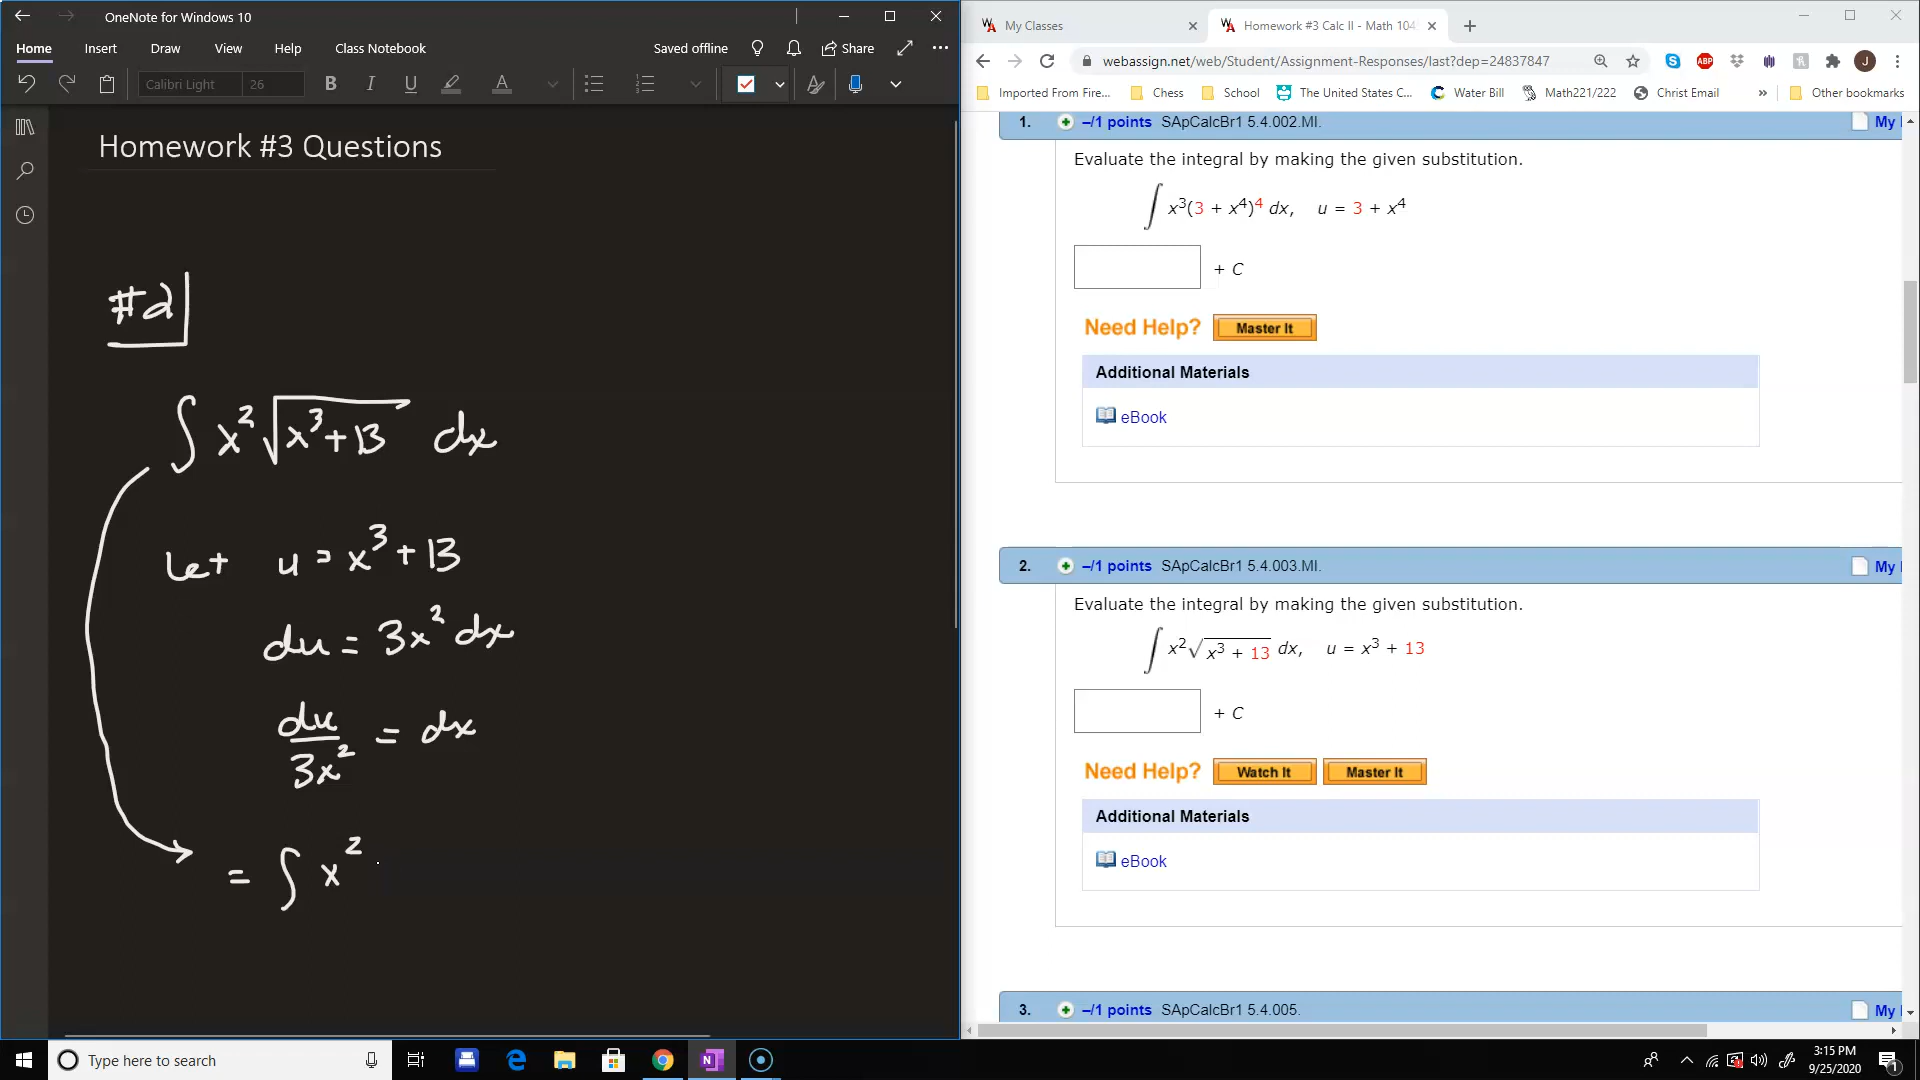 OneNote for Windows 10
Home Insert Draw View Help Class Notebook Saved offline Share
Calibri Light 26 B I U A
Homework #3 Questions
#2
∫ x²√(x³+13) dx
Let u = x³+13
du = 3x² dx
du/3x² = dx
= ∫ x²
My Classes
Homework #3 Calc II - Math 104
webassign.net/web/Student/Assignment-Responses/last?dep=24837847
ABP J
Imported From Fire... Chess School The United States C... Water Bill Math221/222 Christ Email » Other bookmarks
1. –/1 points SApCalcBr1 5.4.002.MI. My
Evaluate the integral by making the given substitution.
∫ x³(3 + x⁴)⁴ dx, u = 3 + x⁴
+ C
Need Help? Master It
Additional Materials
eBook
2. –/1 points SApCalcBr1 5.4.003.MI. My
Evaluate the integral by making the given substitution.
∫ x²√(x³ + 13) dx, u = x³ + 13
+ C
Need Help? Watch It Master It
Additional Materials
eBook
3. –/1 points SApCalcBr1 5.4.005. My
Type here to search
3:15 PM
9/25/2020
1